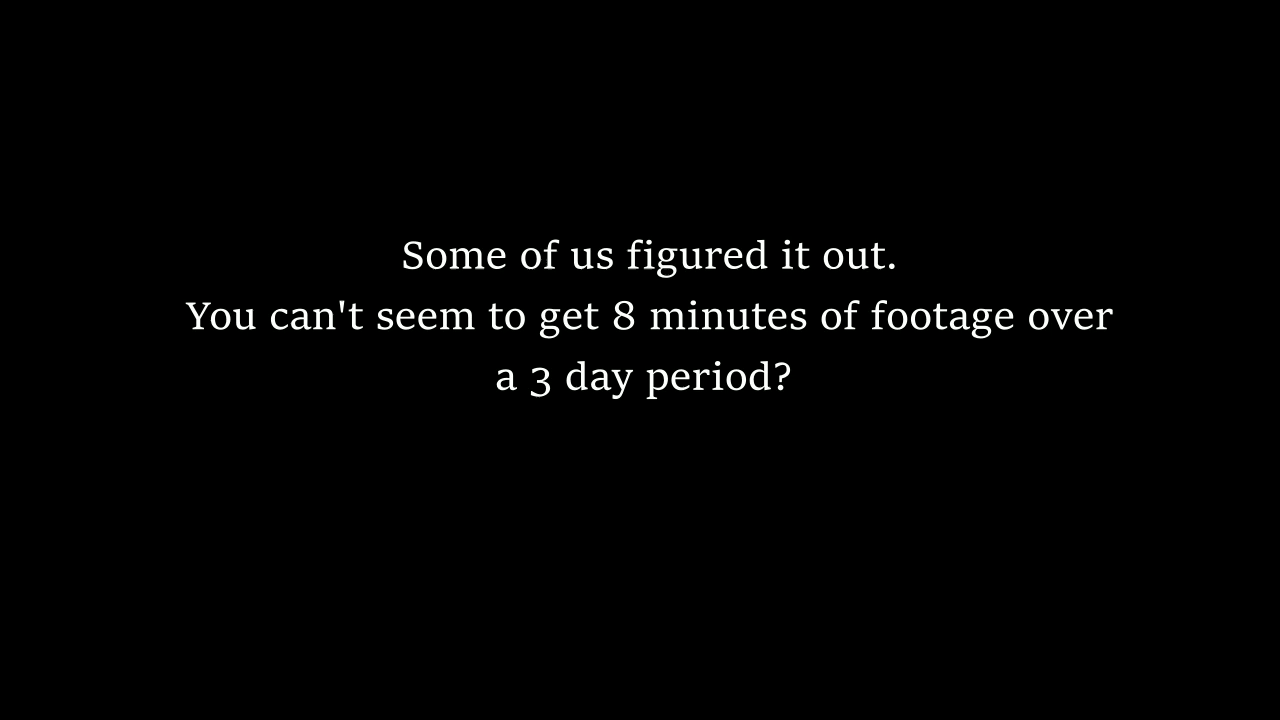 Some of us figured it out.
You can't seem to get 8 minutes of footage over
a 3 day period?